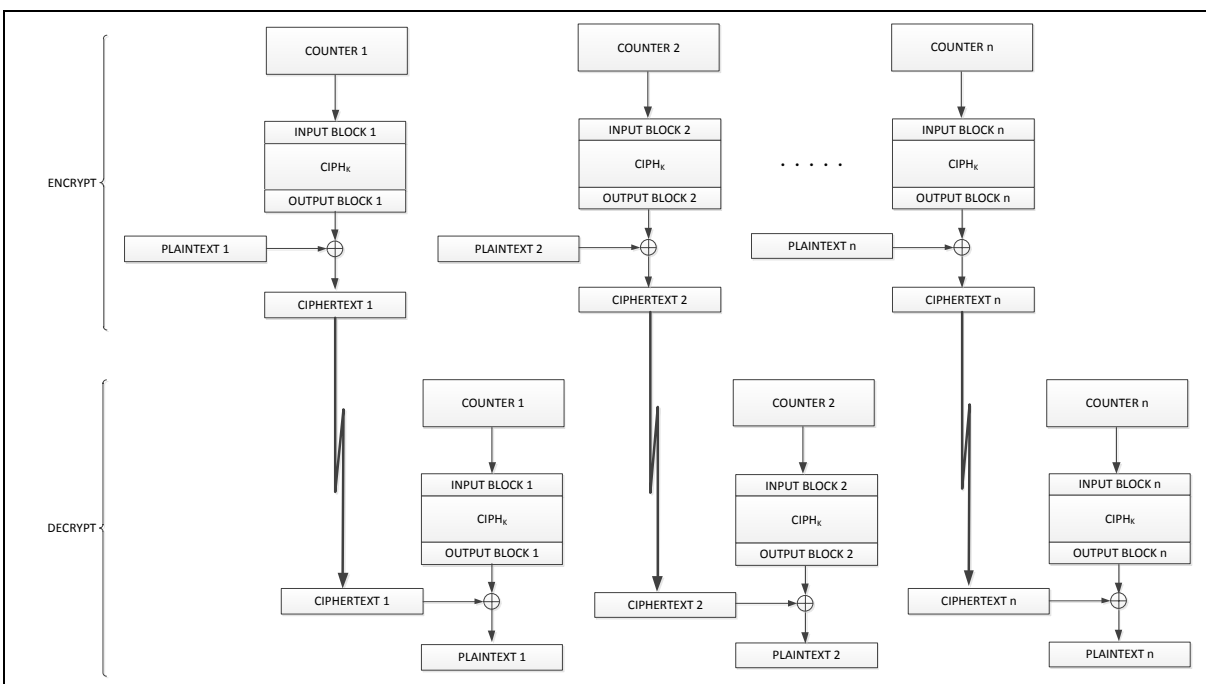 COUNTER 1
COUNTER 2
COUNTER n
INPUT BLOCK 1
INPUT BLOCK 2
INPUT BLOCK n
CIPHK
CIPHK
. . . . .
CIPHK
ENCRYPT
OUTPUT BLOCK 1
OUTPUT BLOCK 2
OUTPUT BLOCK n
PLAINTEXT 1
PLAINTEXT 2
PLAINTEXT n
CIPHERTEXT 1
CIPHERTEXT 2
CIPHERTEXT n
COUNTER 1
COUNTER 2
COUNTER n
INPUT BLOCK 1
INPUT BLOCK 2
INPUT BLOCK n
CIPHK
CIPHK
CIPHK
DECRYPT
OUTPUT BLOCK 1
OUTPUT BLOCK 2
OUTPUT BLOCK n
CIPHERTEXT 1
CIPHERTEXT 2
CIPHERTEXT n
PLAINTEXT 1
PLAINTEXT 2
PLAINTEXT n